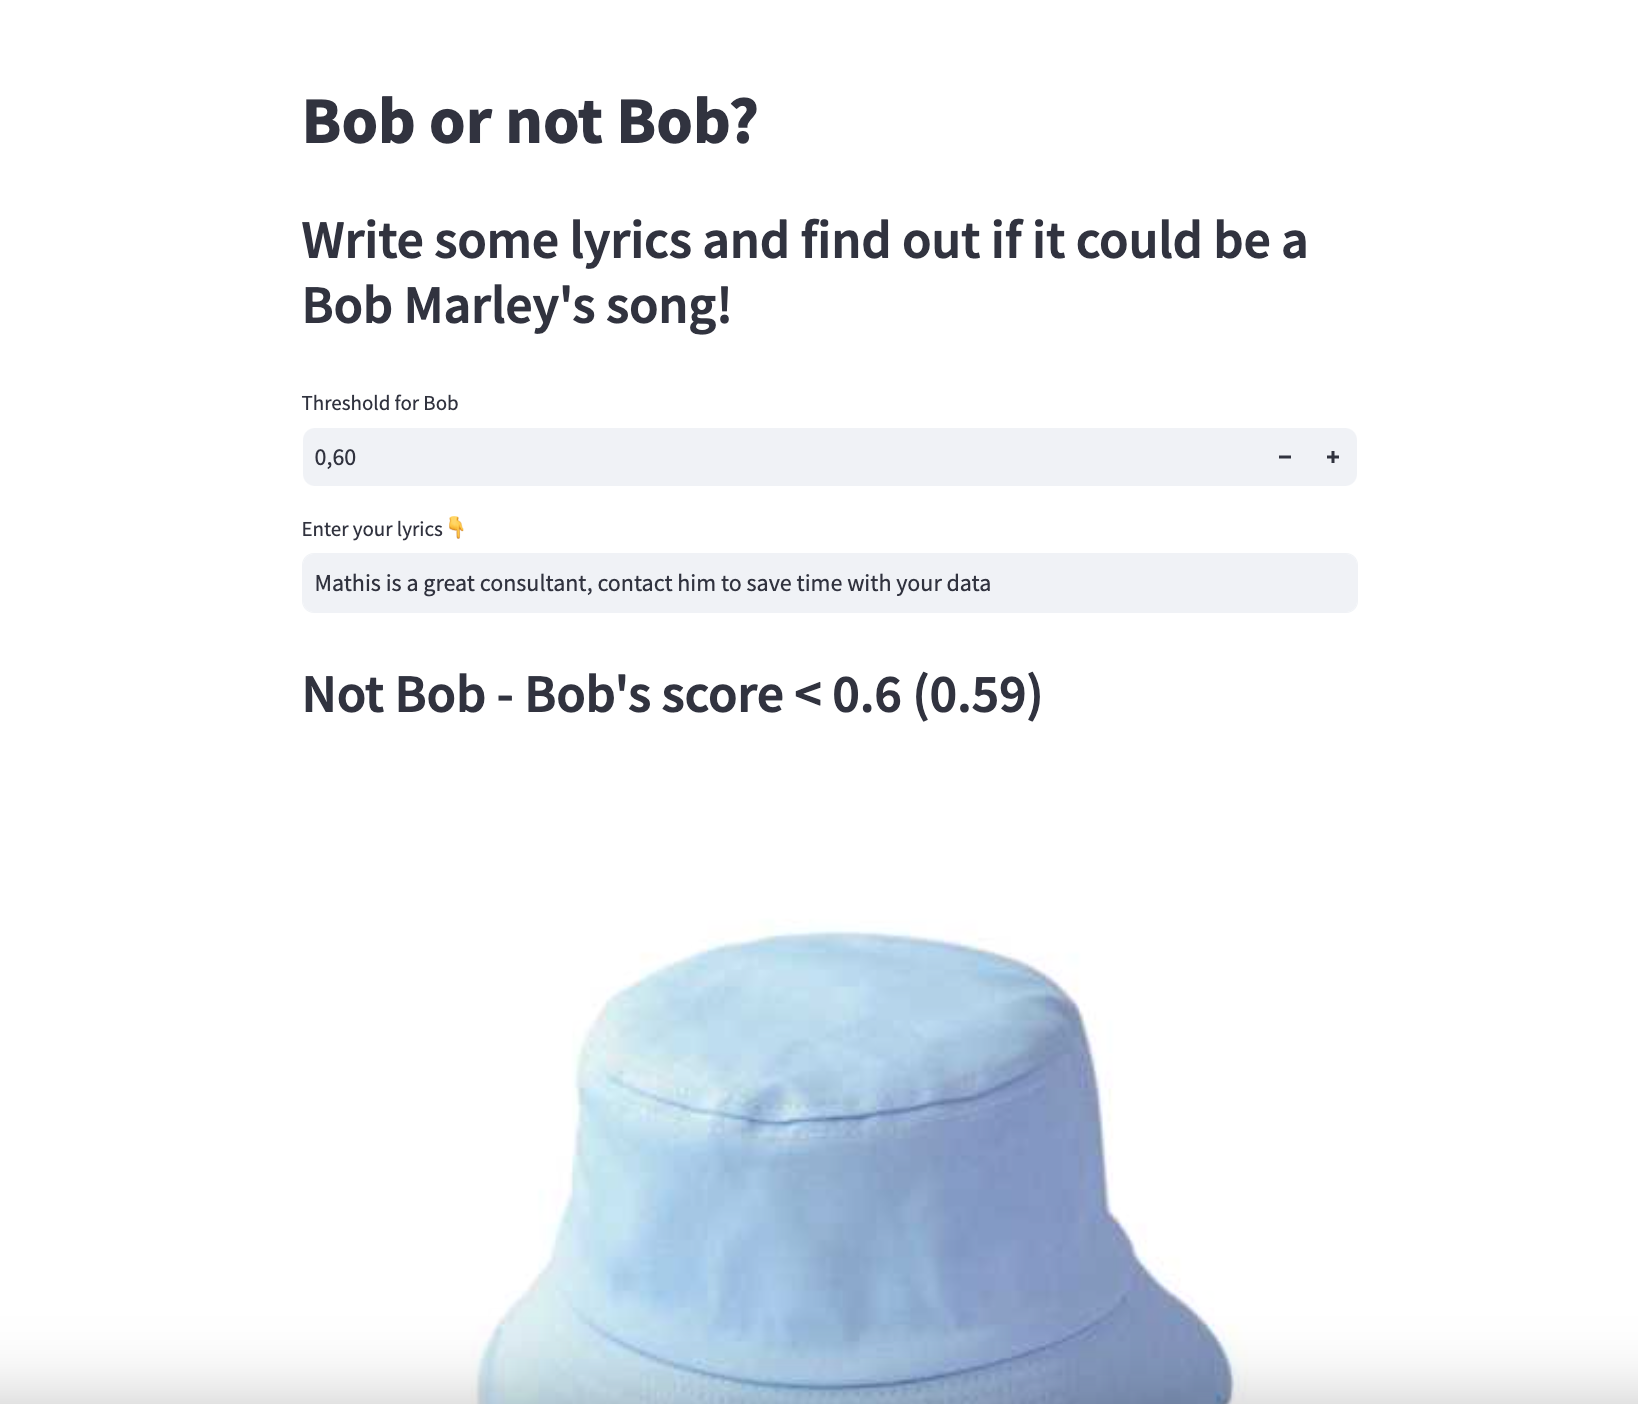 Bob or not Bob?
Write some lyrics and find out if it could be a
Bob Marley's song!
Threshold for Bob
0,60
Enter your lyrics 👇
Mathis is a great consultant, contact him to save time with your data
Not Bob - Bob's score < 0.6 (0.59)